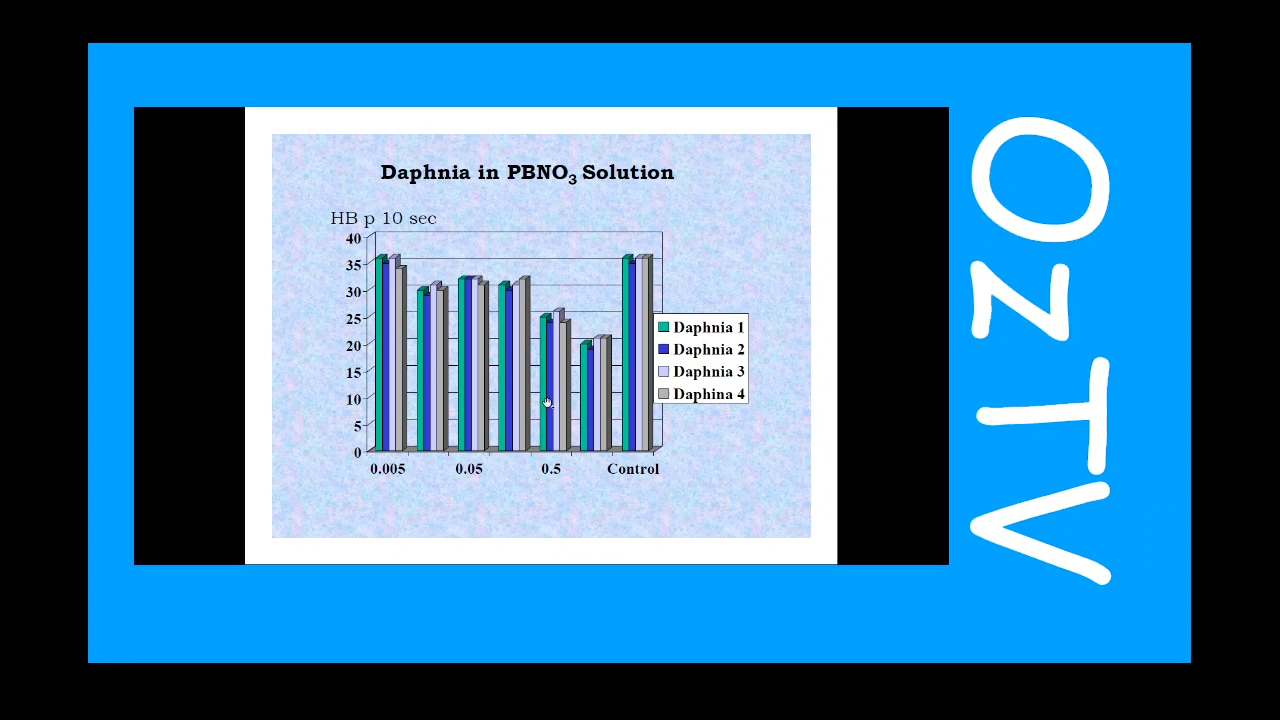 Daphnia in PBNO3 Solution
HB p 10 sec
40
35
30
25
20
15
10
5
0
0.005 0.05 0.5 Control
Daphnia 1
Daphnia 2
Daphnia 3
Daphina 4
OzTV